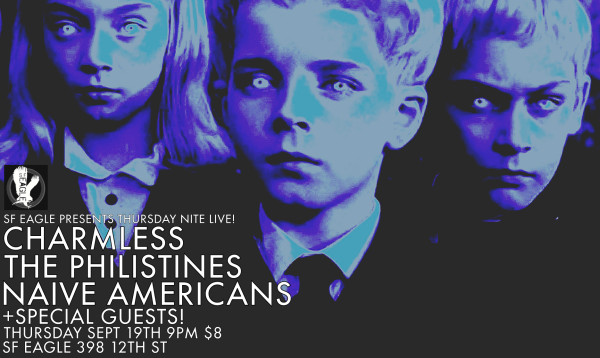 EAGLE
SF EAGLE PRESENTS THURSDAY NITE LIVE!
CHARMLESS
THE PHILISTINES
NAIVE AMERICANS
+SPECIAL GUESTS!
THURSDAY SEPT 19TH 9PM $8
SF EAGLE 398 12TH ST